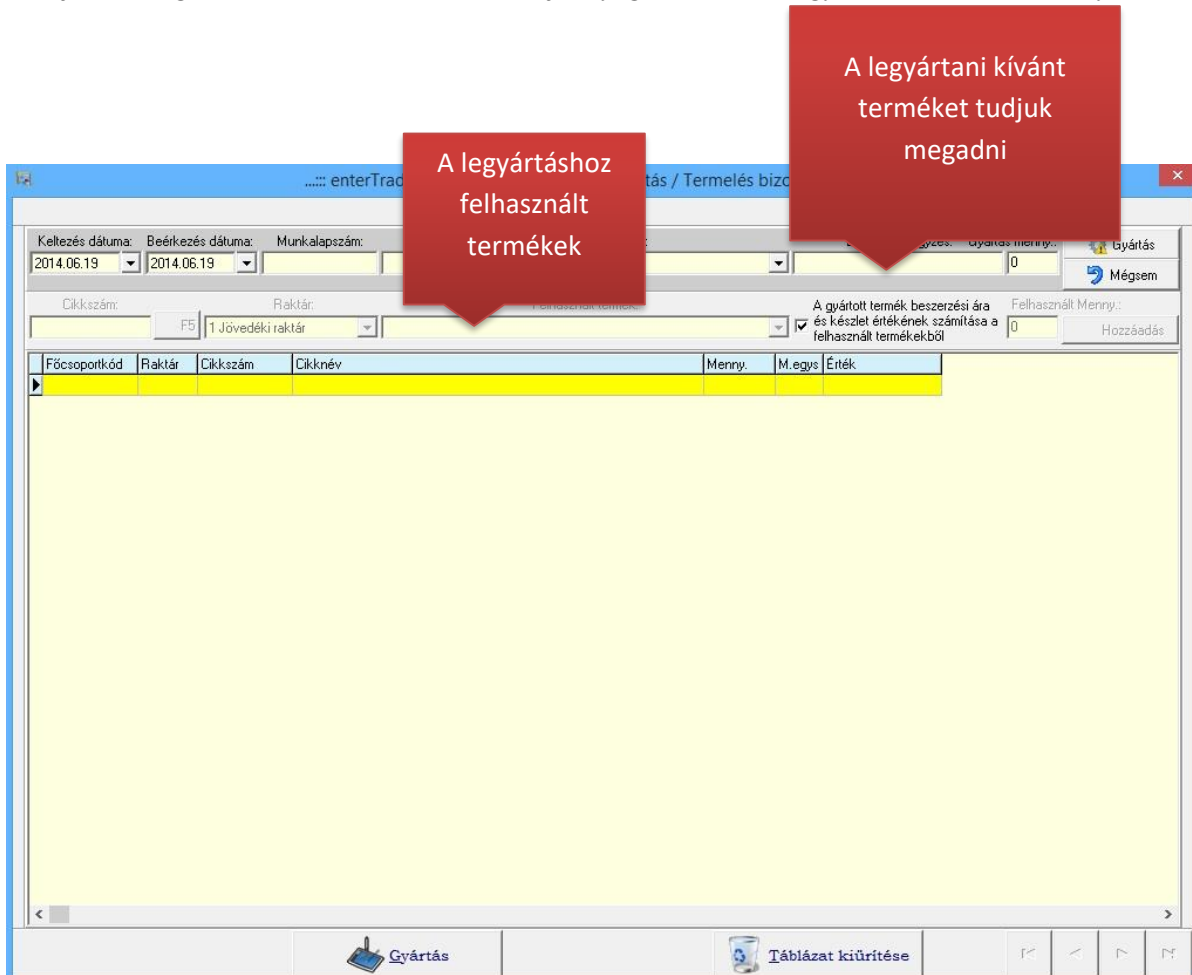 A legyártani kívánt
terméket tudjuk
megadni
A legyártáshoz
felhasznált
termékek
...::: enterTrad
tás / Termelés
Keltezés dátuma: Beérkezés dátuma: Munkalapszám:
Gyártás
2014.06.19 2014.06.19 0
Mégsem
Cikkszám: Raktár: A gyártott termék beszerzési ára Felhasznált Menny.:
F5 1 Jövedéki raktár és készlet értékének számítása a 0 Hozzáadás
felhasznált termékekből
Főcsoportkód Raktár Cikkszám Cikknév Menny. M.egys Érték
Gyártás Táblázat kiürítése